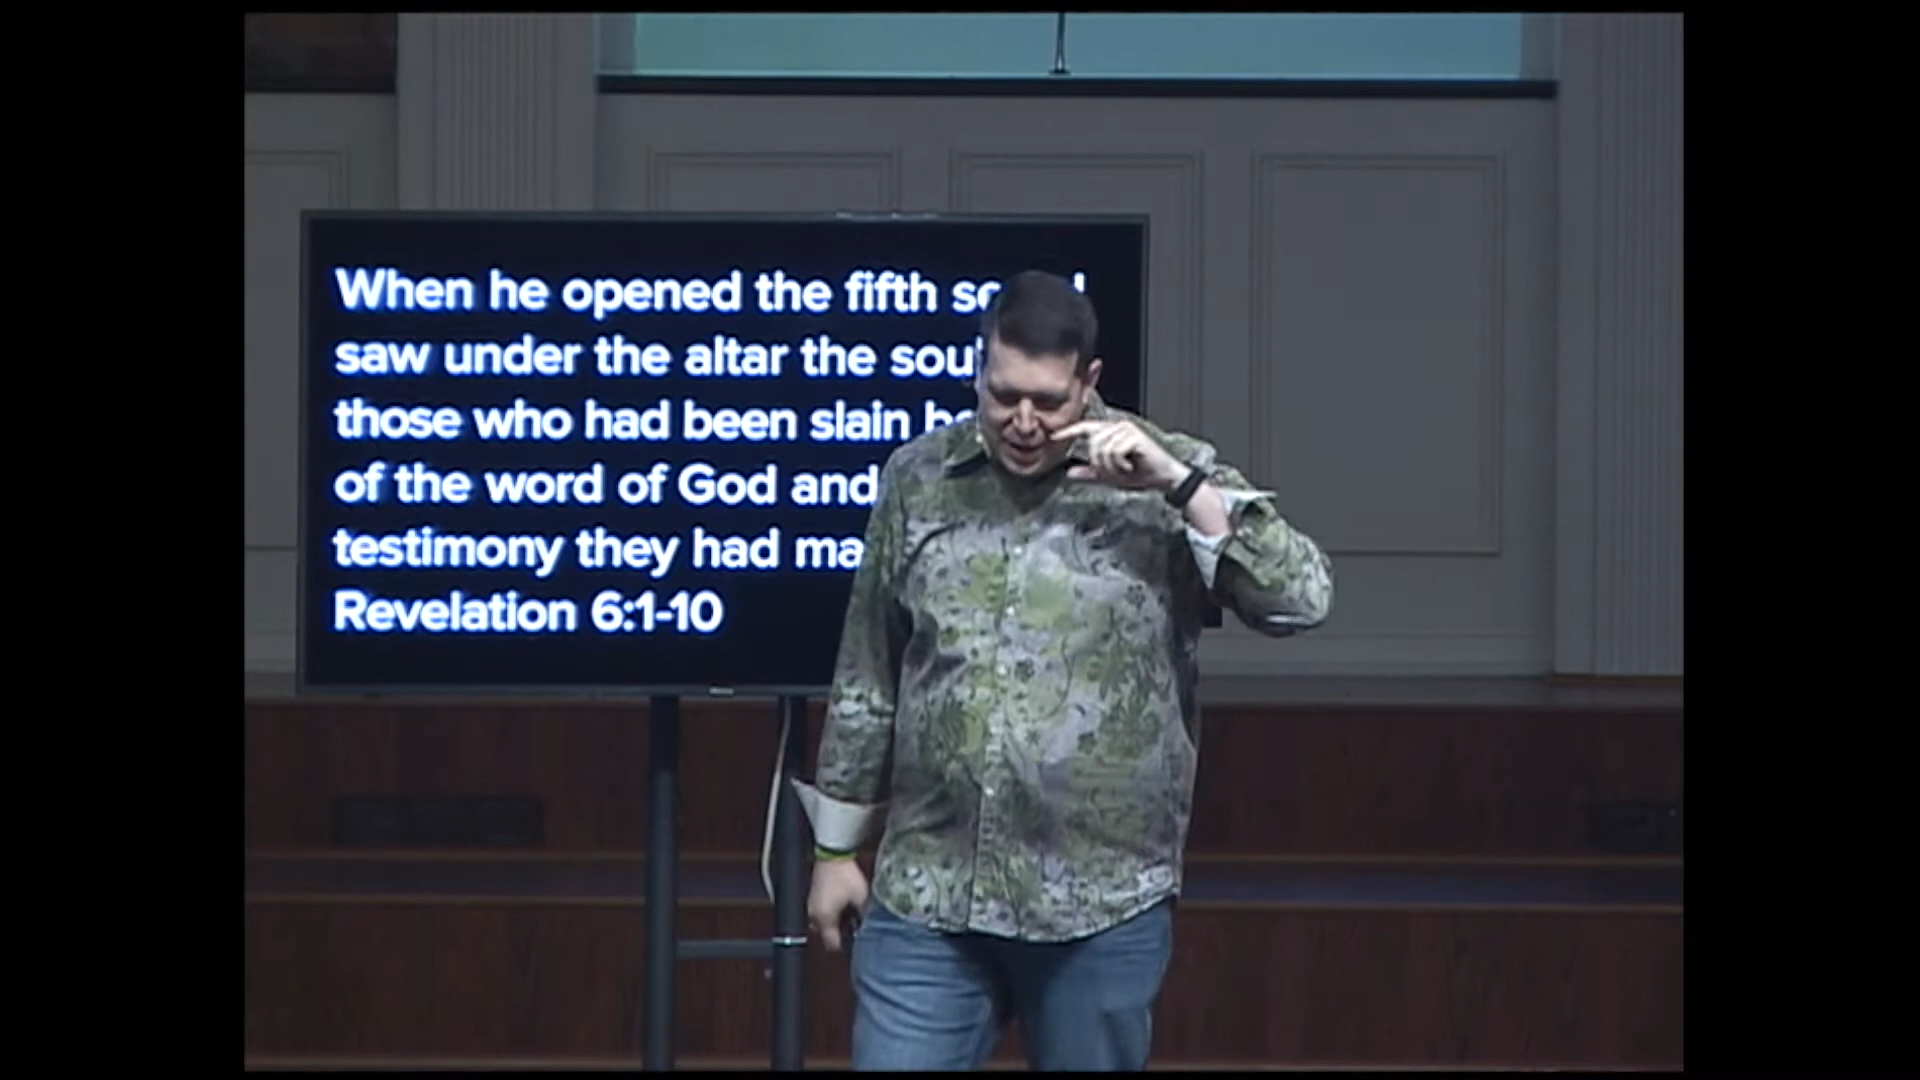 When he opened the fifth
saw under the altar the
those who had been slain
of the word of God and
testimony they had
Revelation 6:1-10